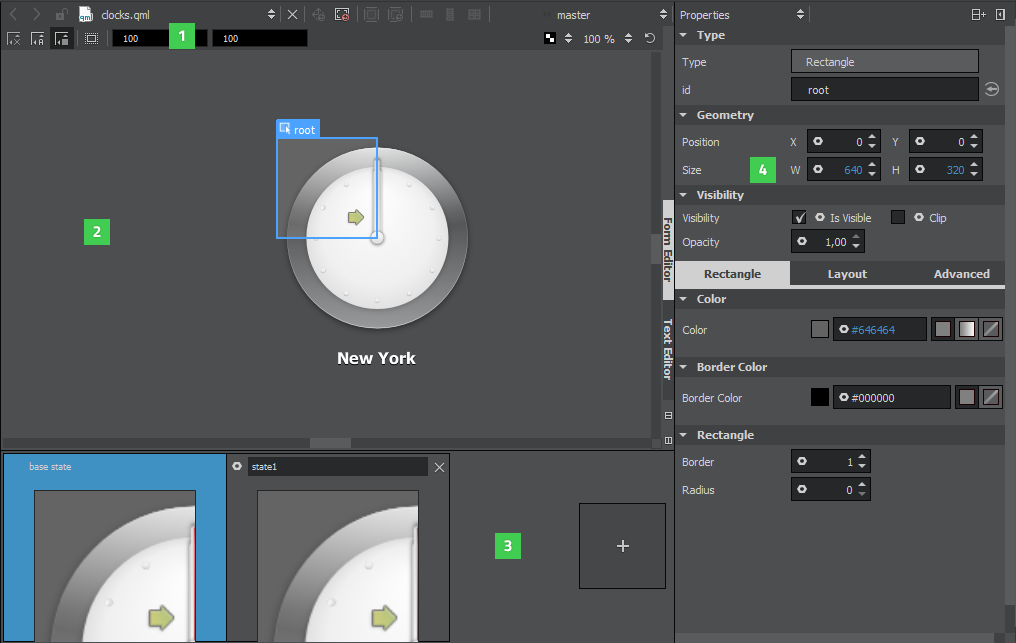 clocks.qml
master
Properties
100
1
100
100 %
Type
Type
Rectangle
id
root
Geometry
Position
X
0
Y
0
Size
4
W
640
H
320
Visibility
Visibility
Is Visible
Clip
Opacity
1,00
Rectangle
Layout
Advanced
Color
Color
#646464
Border Color
Border Color
#000000
Rectangle
Border
1
Radius
0
root
2
New York
Form Editor
Text Editor
base state
state1
3
+